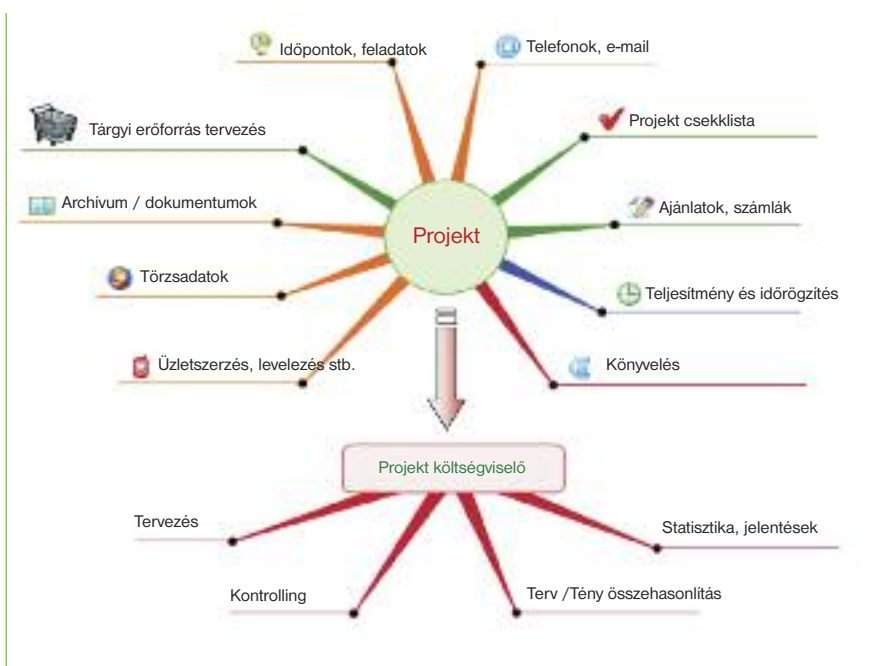 Időpontok, feladatok
Telefonok, e-mail
Tárgyi erőforrás tervezés
Projekt csekklista
Archívum / dokumentumok
Ajánlatok, számlák
Projekt
Törzsadatok
Teljesítmény és időrögzítés
Üzletszerzés, levelezés stb.
Könyvelés
Projekt költségviselő
Tervezés
Statisztika, jelentések
Kontrolling
Terv /Tény összehasonlítás